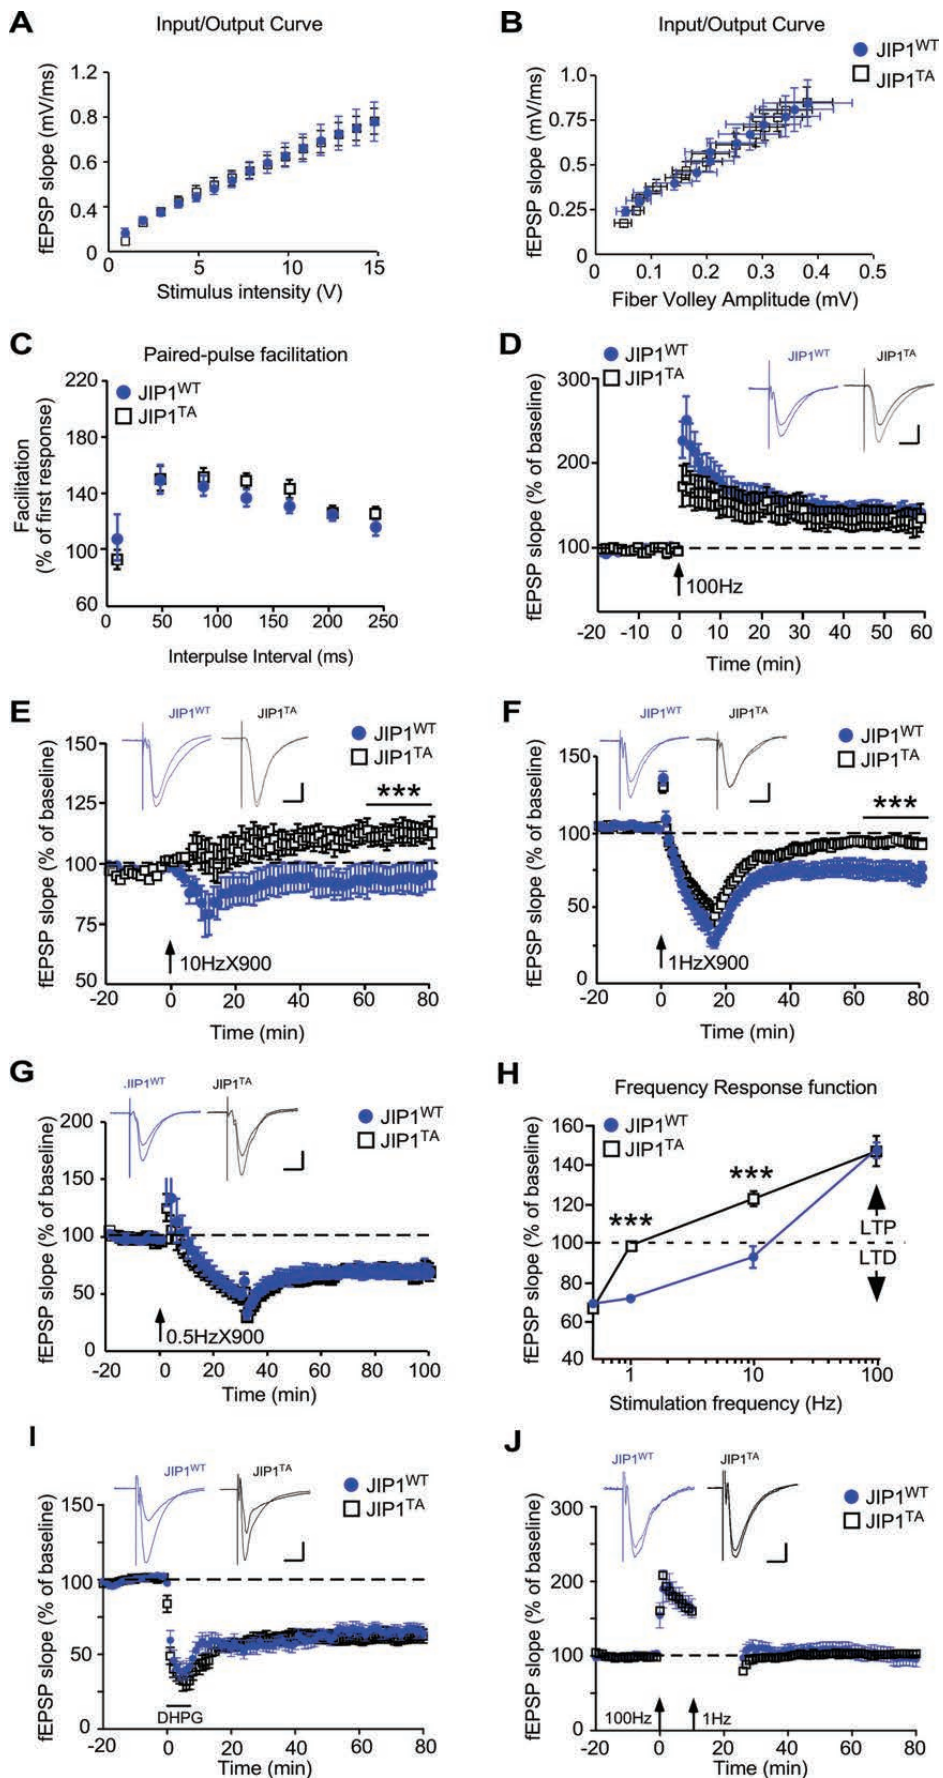 A
Input/Output Curve
fEPSP slope (mV/ms)
1.2
0.6
0.4
0
0
5
10
15
Stimulus intensity (V)
B
Input/Output Curve
JIP1WT
JIP1TA
fEPSP slope (mV/ms)
1.0
0.75
0.5
0.25
0
0
0.1
0.2
0.3
0.4
0.5
Fiber Volley Amplitude (mV)
C
Paired-pulse facilitation
JIP1WT
JIP1TA
Facilitation
(% of first response)
220
180
140
100
60
0
50
100
150
200
250
Interpulse Interval (ms)
D
JIP1WT
JIP1TA
JIP1WT
JIP1TA
fEPSP slope (% of baseline)
300
200
100
100Hz
-20
-10
0
10
20
30
40
50
60
Time (min)
E
JIP1WT
JIP1TA
JIP1WT
JIP1TA
***
fEPSP slope (% of baseline)
150
125
100
75
50
10HzX900
-20
0
20
40
60
80
Time (min)
F
JIP1WT
JIP1TA
JIP1WT
JIP1TA
***
fEPSP slope (% of baseline)
150
100
50
0
1HzX900
-20
0
20
40
60
80
Time (min)
G
JIP1WT
JIP1TA
JIP1WT
JIP1TA
fEPSP slope (% of baseline)
200
150
100
50
0
0.5HzX900
-20
0
20
40
60
80
100
Time (min)
H
Frequency Response function
JIP1WT
JIP1TA
fEPSP slope (% of baseline)
160
140
120
100
80
60
40
***
***
LTP
LTD
1
10
100
Stimulation frequency (Hz)
I
JIP1WT
JIP1TA
JIP1WT
JIP1TA
fEPSP slope (% of baseline)
150
100
50
0
DHPG
-20
0
20
40
60
80
Time (min)
J
JIP1WT
JIP1TA
JIP1WT
JIP1TA
fEPSP slope (% of baseline)
300
200
100
0
100Hz
1Hz
-20
0
20
40
60
80
Time (min)